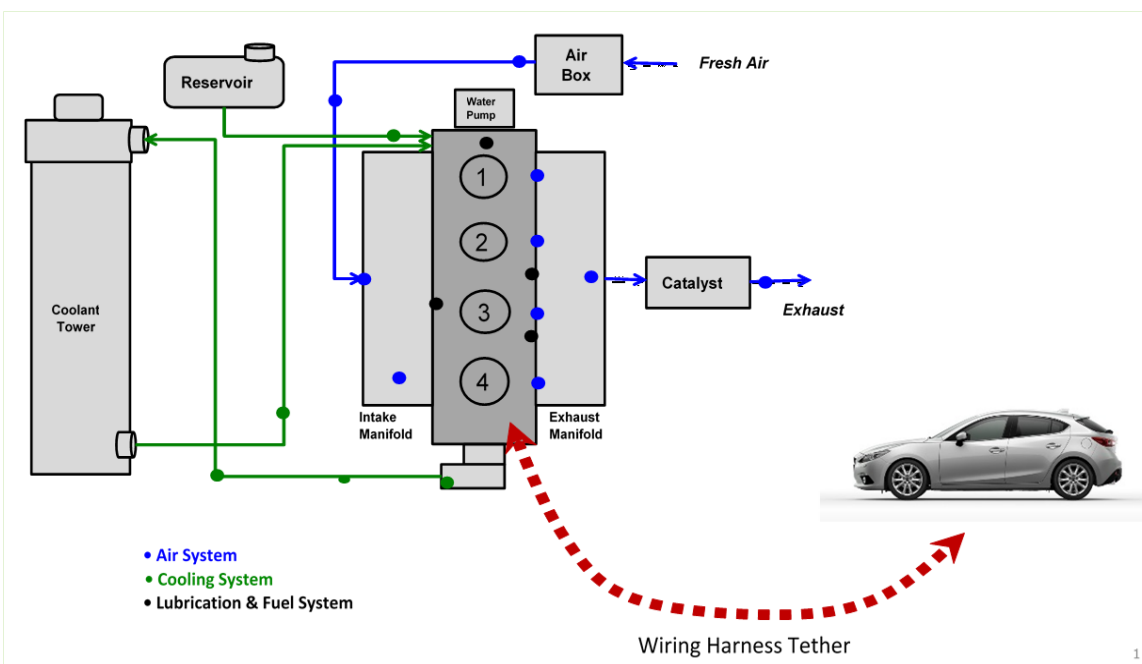 Air
Box
Fresh Air
Reservoir
Water
Pump
1
2
3
4
Coolant
Tower
Catalyst
Exhaust
Intake
Manifold
Exhaust
Manifold
• Air System
• Cooling System
• Lubrication & Fuel System
Wiring Harness Tether
1